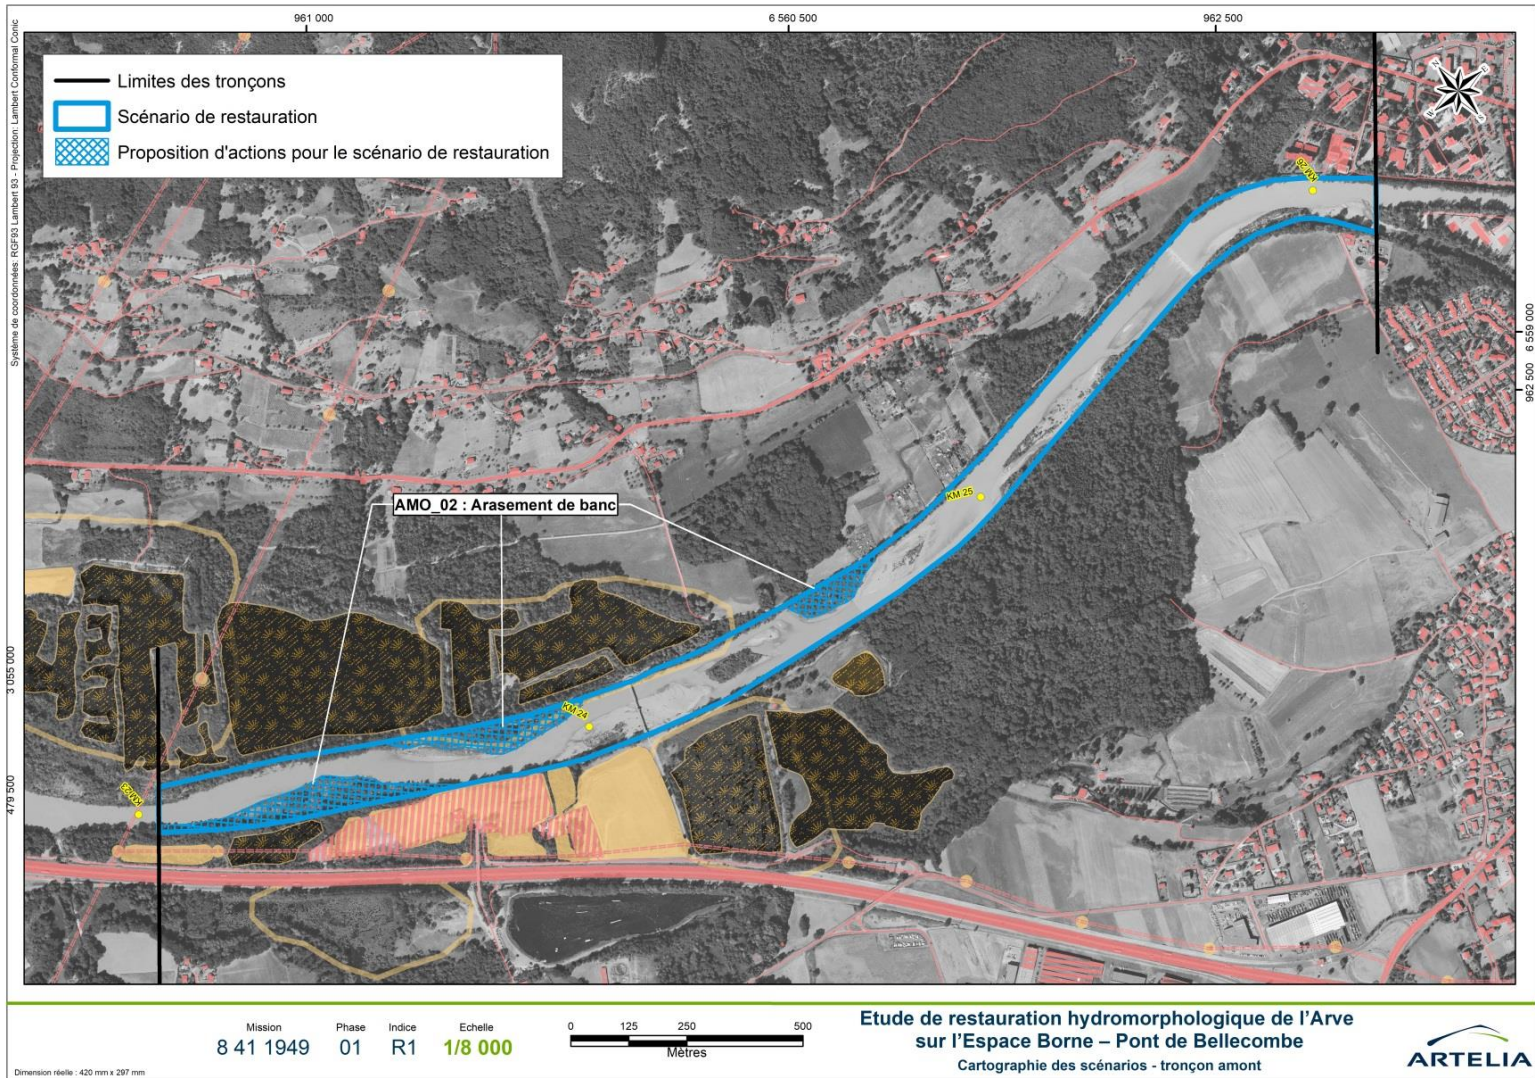 961 000
6 560 500
962 500
Système de coordonnées: RGF93 Lambert 93 - Projection: Lambert Conformal Conic
Limites des tronçons
Scénario de restauration
Proposition d'actions pour le scénario de restauration
N
E
S
W
KM 26
6 559 000
962 500
KM 25
AMO_02 : Arasement de banc
3 055 000
KM 24
479 500
KM 23
Mission
Phase
Indice
Echelle
8 41 1949
01
R1
1/8 000
0
125
250
500
Mètres
Etude de restauration hydromorphologique de l'Arve
sur l'Espace Borne – Pont de Bellecombe
Cartographie des scénarios - tronçon amont
ARTELIA
Dimension réelle : 420 mm x 297 mm